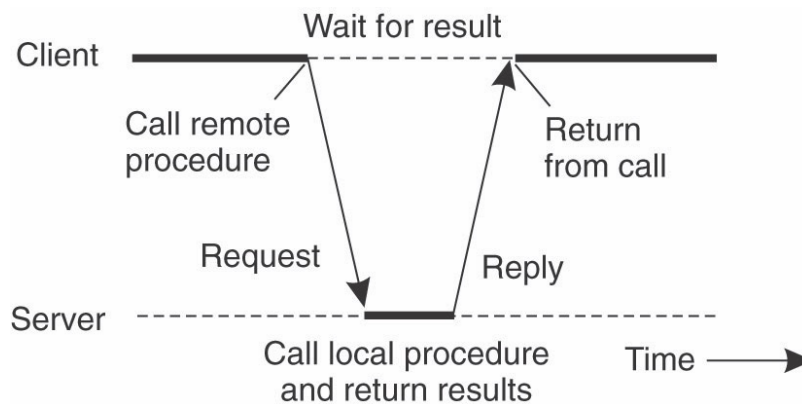 Wait for result
Client
Call remote
procedure
Return
from call
Request
Reply
Server
Call local procedure
and return results
Time